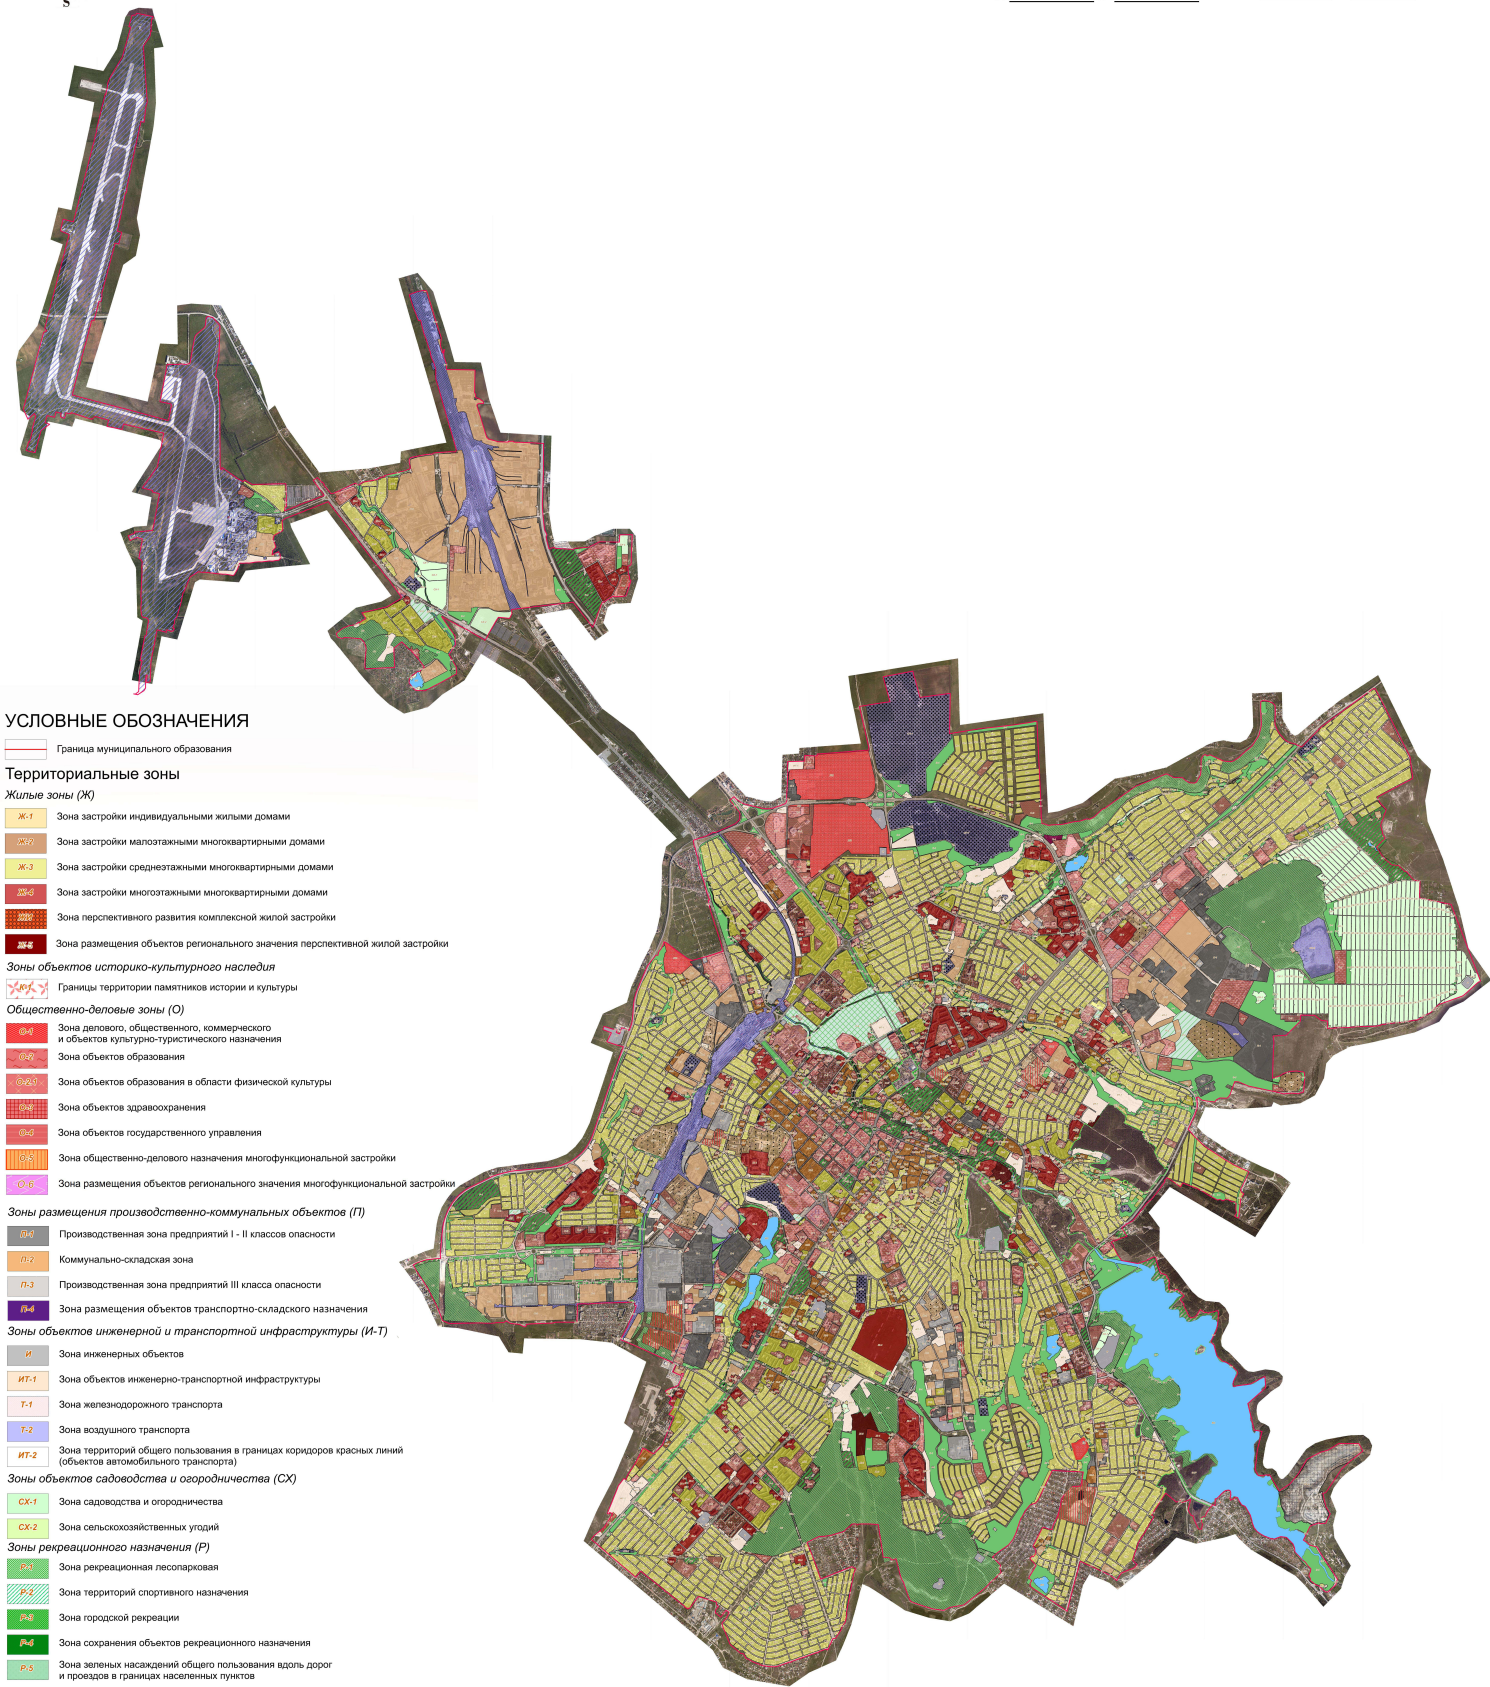 s
УСЛОВНЫЕ ОБОЗНАЧЕНИЯ
Граница муниципального образования
Территориальные зоны
Жилые зоны (Ж)
Ж-1 Зона застройки индивидуальными жилыми домами
Ж-2 Зона застройки малоэтажными многоквартирными домами
Ж-3 Зона застройки среднеэтажными многоквартирными домами
Ж-4 Зона застройки многоэтажными многоквартирными домами
Зона перспективного развития комплексной жилой застройки
Ж-5 Зона размещения объектов регионального значения перспективной жилой застройки
Зоны объектов историко-культурного наследия
Границы территории памятников истории и культуры
Общественно-деловые зоны (О)
О-1 Зона делового, общественного, коммерческого
и объектов культурно-туристического назначения
О-2 Зона объектов образования
О-2.1 Зона объектов образования в области физической культуры
О-3 Зона объектов здравоохранения
О-4 Зона объектов государственного управления
О-5 Зона общественно-делового назначения многофункциональной застройки
О-6 Зона размещения объектов регионального значения многофункциональной застройки
Зоны размещения производственно-коммунальных объектов (П)
П-1 Производственная зона предприятий I - II классов опасности
П-2 Коммунально-складская зона
П-3 Производственная зона предприятий III класса опасности
П-4 Зона размещения объектов транспортно-складского назначения
Зоны объектов инженерной и транспортной инфраструктуры (И-Т)
И Зона инженерных объектов
ИТ-1 Зона объектов инженерно-транспортной инфраструктуры
Т-1 Зона железнодорожного транспорта
Т-2 Зона воздушного транспорта
ИТ-2 Зона территорий общего пользования в границах коридоров красных линий
(объектов автомобильного транспорта)
Зоны объектов садоводства и огородничества (СХ)
СХ-1 Зона садоводства и огородничества
СХ-2 Зона сельскохозяйственных угодий
Зоны рекреационного назначения (Р)
Р-1 Зона рекреационная лесопарковая
Р-2 Зона территорий спортивного назначения
Р-3 Зона городской рекреации
Р-4 Зона сохранения объектов рекреационного назначения
Р-5 Зона зеленых насаждений общего пользования вдоль дорог
и проездов в границах населенных пунктов